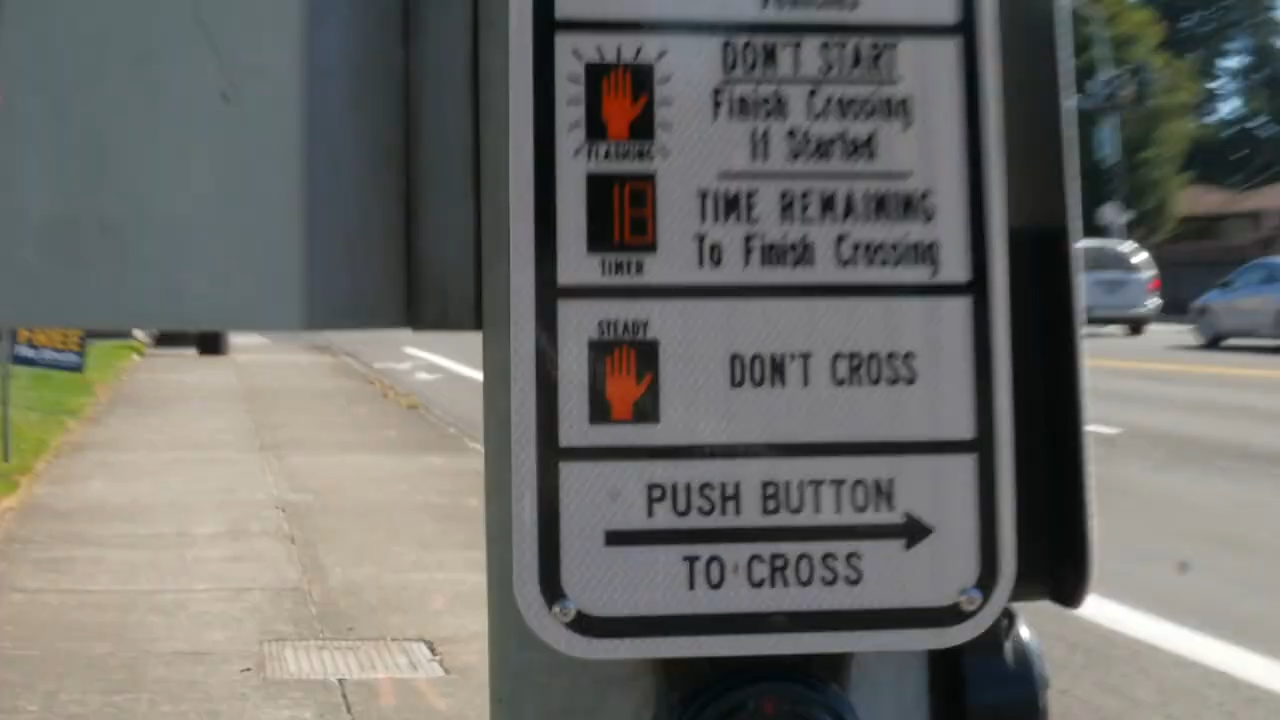 VEHICLES
DON'T START
Finish Crossing
If Started
FLASHING
18
TIME REMAINING
To Finish Crossing
TIMER
STEADY
DON'T CROSS
PUSH BUTTON
TO CROSS